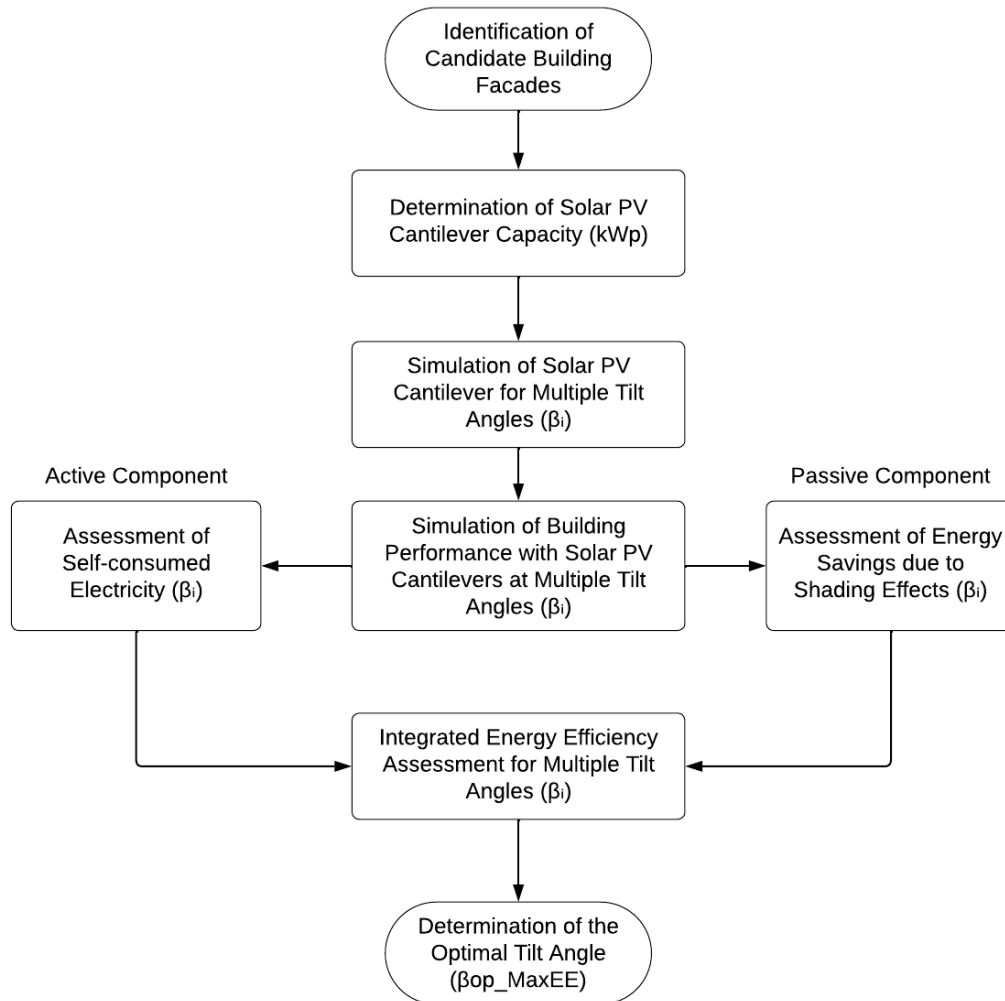 Identification of
Candidate Building
Facades
Determination of Solar PV
Cantilever Capacity (kWp)
Simulation of Solar PV
Cantilever for Multiple Tilt
Angles (βᵢ)
Active Component
Assessment of
Self-consumed
Electricity (βᵢ)
Simulation of Building
Performance with Solar PV
Cantilevers at Multiple Tilt
Angles (βᵢ)
Passive Component
Assessment of Energy
Savings due to
Shading Effects (βᵢ)
Integrated Energy Efficiency
Assessment for Multiple Tilt
Angles (βᵢ)
Determination of the
Optimal Tilt Angle
(βop_MaxEE)